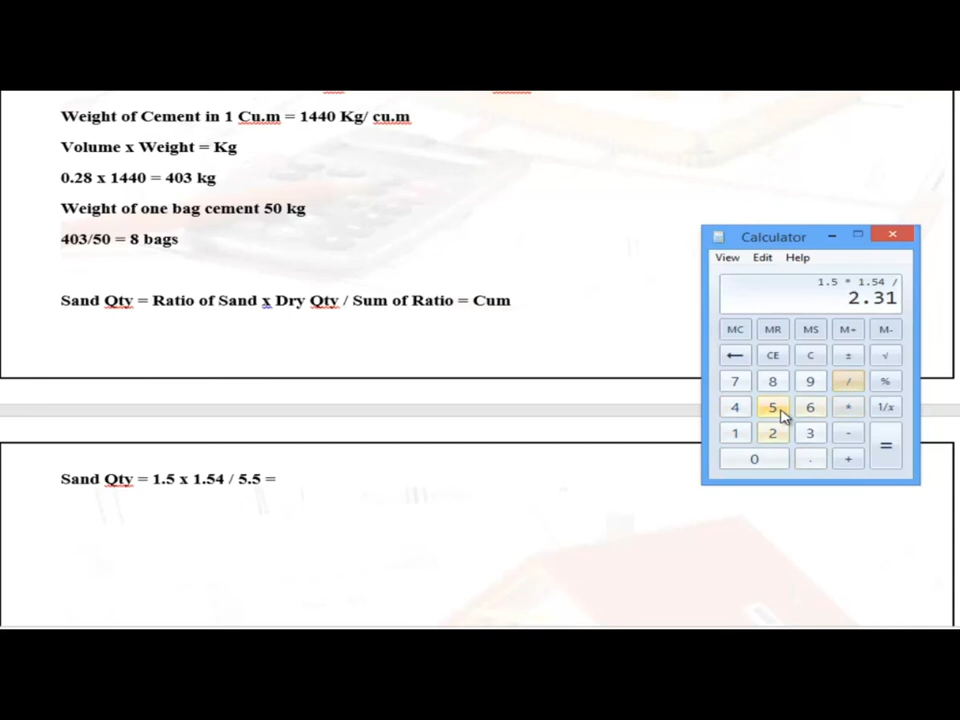 Weight of Cement in 1 Cu.m = 1440 Kg/ cu.m
Volume x Weight = Kg
0.28 x 1440 = 403 kg
Weight of one bag cement 50 kg
403/50 = 8 bags
Sand Qty = Ratio of Sand x Dry Qty / Sum of Ratio = Cum
Sand Qty = 1.5 x 1.54 / 5.5 =
Calculator
View Edit Help
1.5 * 1.54 /
2.31
MC MR MS M+ M-
← CE C ± √
7 8 9 / %
4 5 6 * 1/x
1 2 3 - =
0 . +